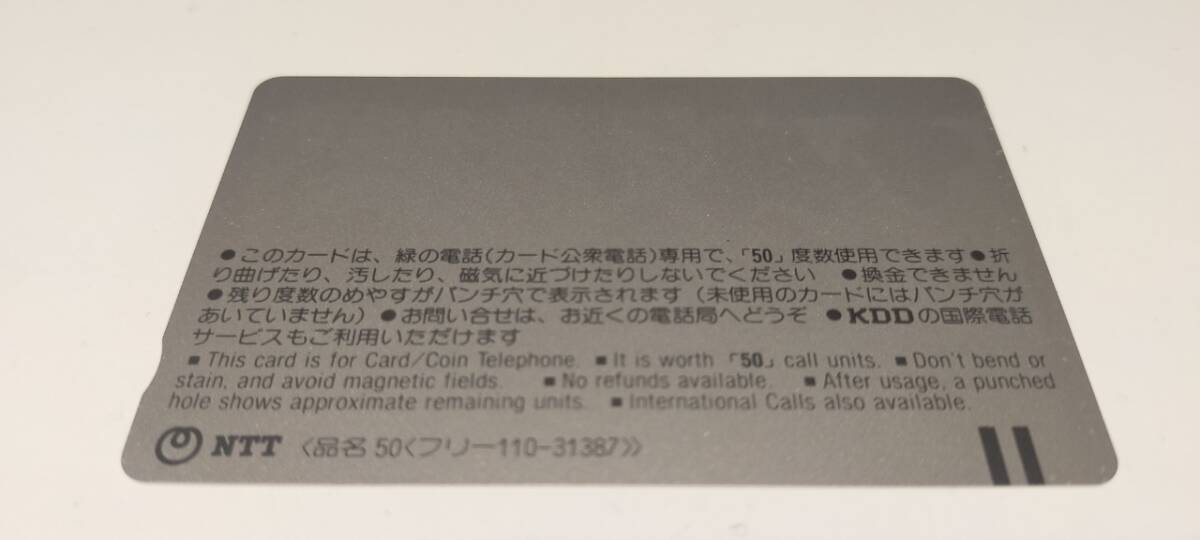 ●このカードは、緑の電話(カード公衆電話)専用で、「50」度数使用できます●折
り曲げたり、汚したり、磁気に近づけたりしないでください ●換金できません
●残り度数のめやすがパンチ穴で表示されます(未使用のカードにはパンチ穴が
あいていません)●お問い合せは、お近くの電話局へどうぞ ●KDDの国際電話
サービスもご利用いただけます
■ This card is for Card/Coin Telephone. ■ It is worth 「50」 call units. ■ Don't bend or
stain, and avoid magnetic fields. ■ No refunds available. ■ After usage, a punched
hole shows approximate remaining units. ■ International Calls also available.
NTT 〈品名 50〈フリー110-31387〉〉